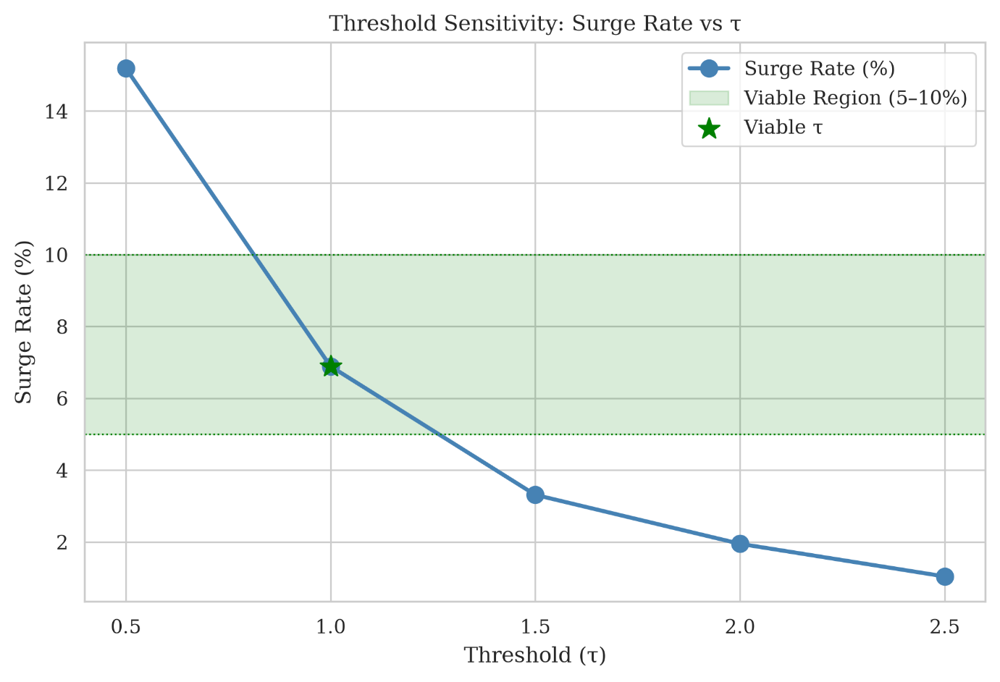 Threshold Sensitivity: Surge Rate vs τ
Surge Rate (%)
Viable Region (5–10%)
Viable τ
14
12
10
8
6
4
2
Surge Rate (%)
0.5
1.0
1.5
2.0
2.5
Threshold (τ)